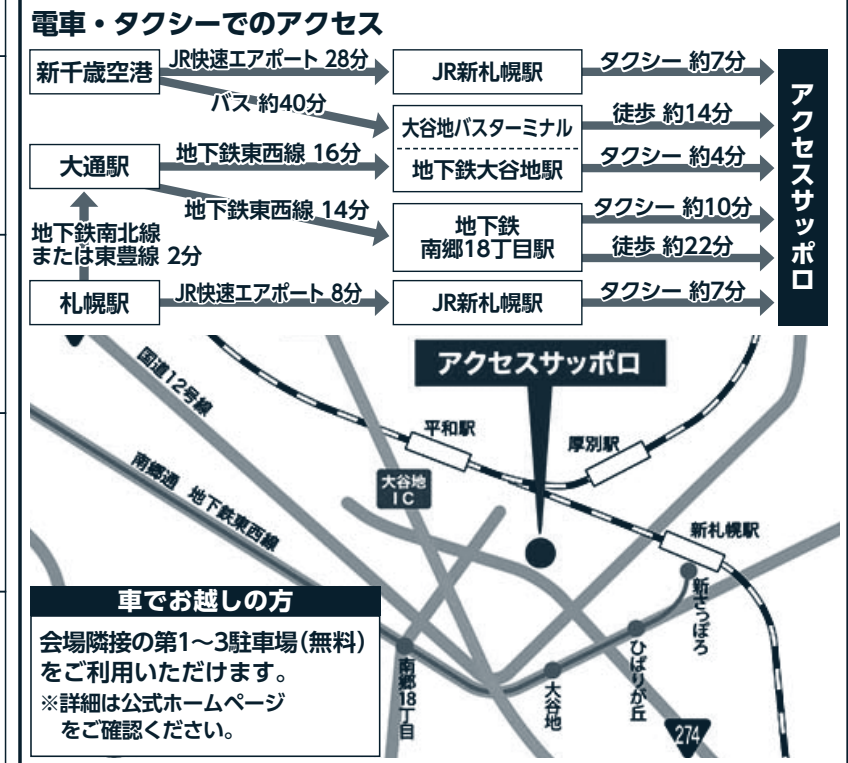 電車・タクシーでのアクセス
新千歳空港
JR快速エアポート 28分
JR新札幌駅
タクシー 約7分
バス 約40分
大谷地バスターミナル
徒歩 約14分
大通駅
地下鉄東西線 16分
地下鉄大谷地駅
タクシー 約4分
地下鉄東西線 14分
地下鉄
南郷18丁目駅
タクシー 約10分
徒歩 約22分
地下鉄南北線
または東豊線 2分
札幌駅
JR快速エアポート 8分
JR新札幌駅
タクシー 約7分
アクセスサッポロ
アクセスサッポロ
国道12号線
平和駅
厚別駅
大谷地
IC
南郷通 地下鉄東西線
新札幌駅
新さっぽろ
ひばりが丘
大谷地
南郷18丁目
274
車でお越しの方
会場隣接の第1～3駐車場(無料)
をご利用いただけます。
※詳細は公式ホームページ
をご確認ください。